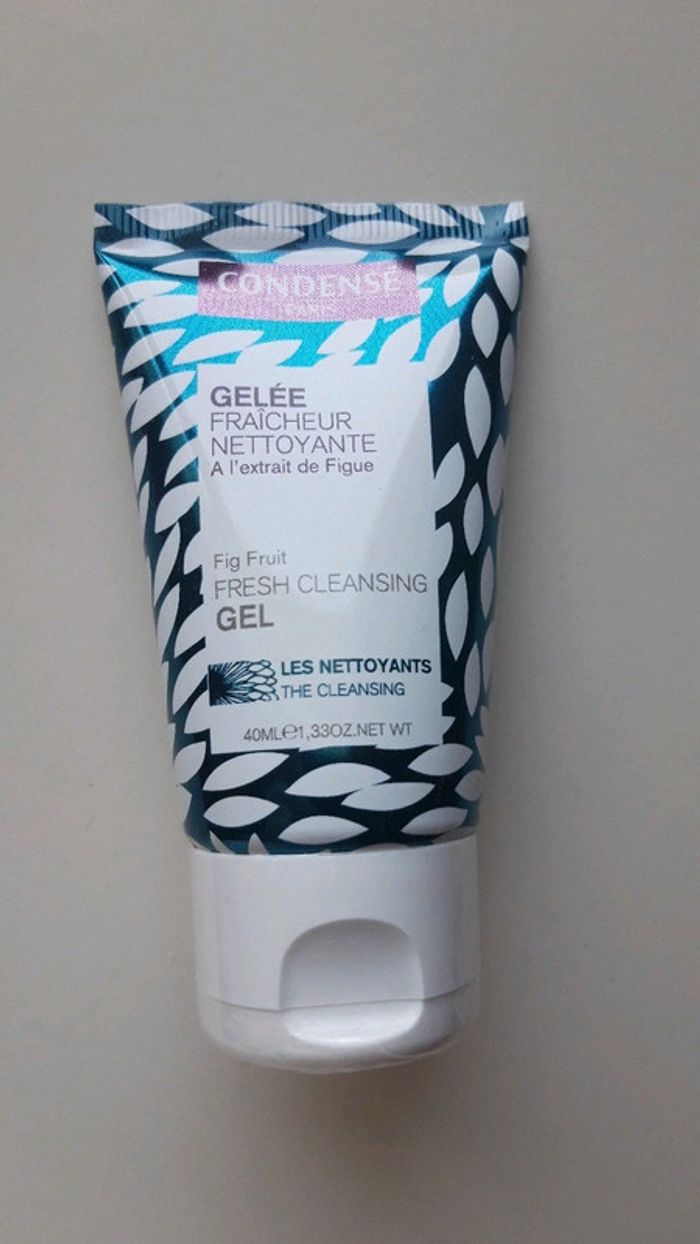 CONDENSÉ
PARIS
GELÉE
FRAÎCHEUR
NETTOYANTE
A l'extrait de Figue
Fig Fruit
FRESH CLEANSING
GEL
LES NETTOYANTS
THE CLEANSING
40ML℮1,33OZ.NET WT